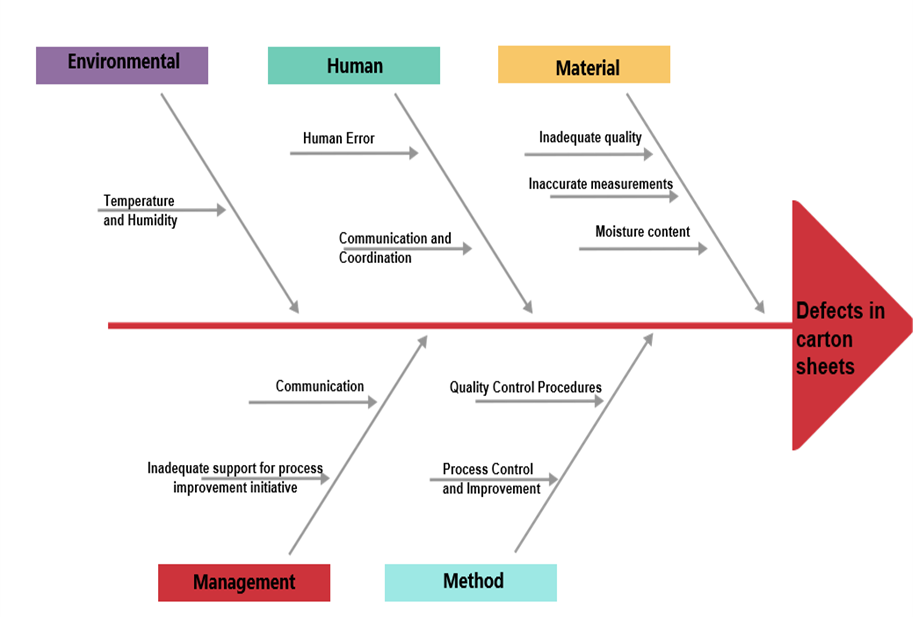 Environmental
Human
Material
Human Error
Inadequate quality
Inaccurate measurements
Temperature
and Humidity
Communication and
Coordination
Moisture content
Defects in
carton
sheets
Communication
Quality Control Procedures
Inadequate support for process
improvement initiative
Process Control
and Improvement
Management
Method